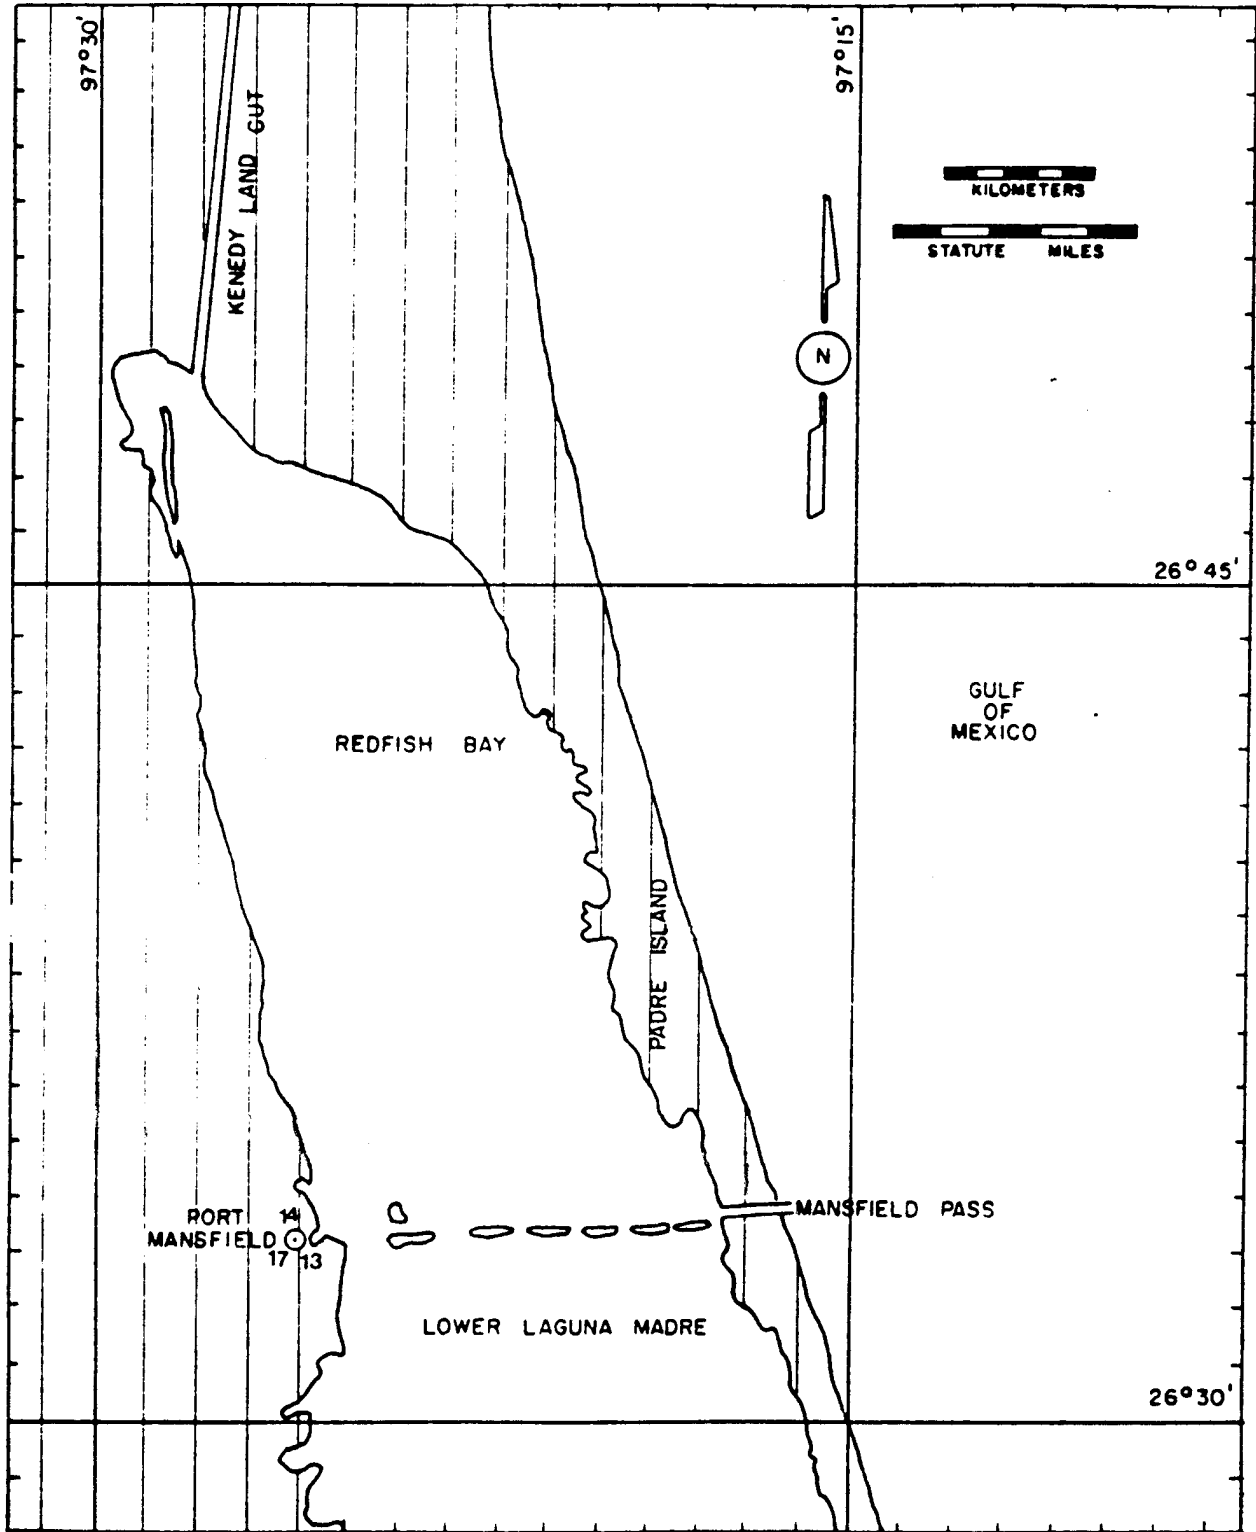 97°30'
97°15'
KENEDY LAND CUT
KILOMETERS
STATUTE MILES
N
26°45'
GULF
OF
MEXICO
REDFISH BAY
PADRE ISLAND
PORT 14
MANSFIELD
17 13
MANSFIELD PASS
LOWER LAGUNA MADRE
26°30'